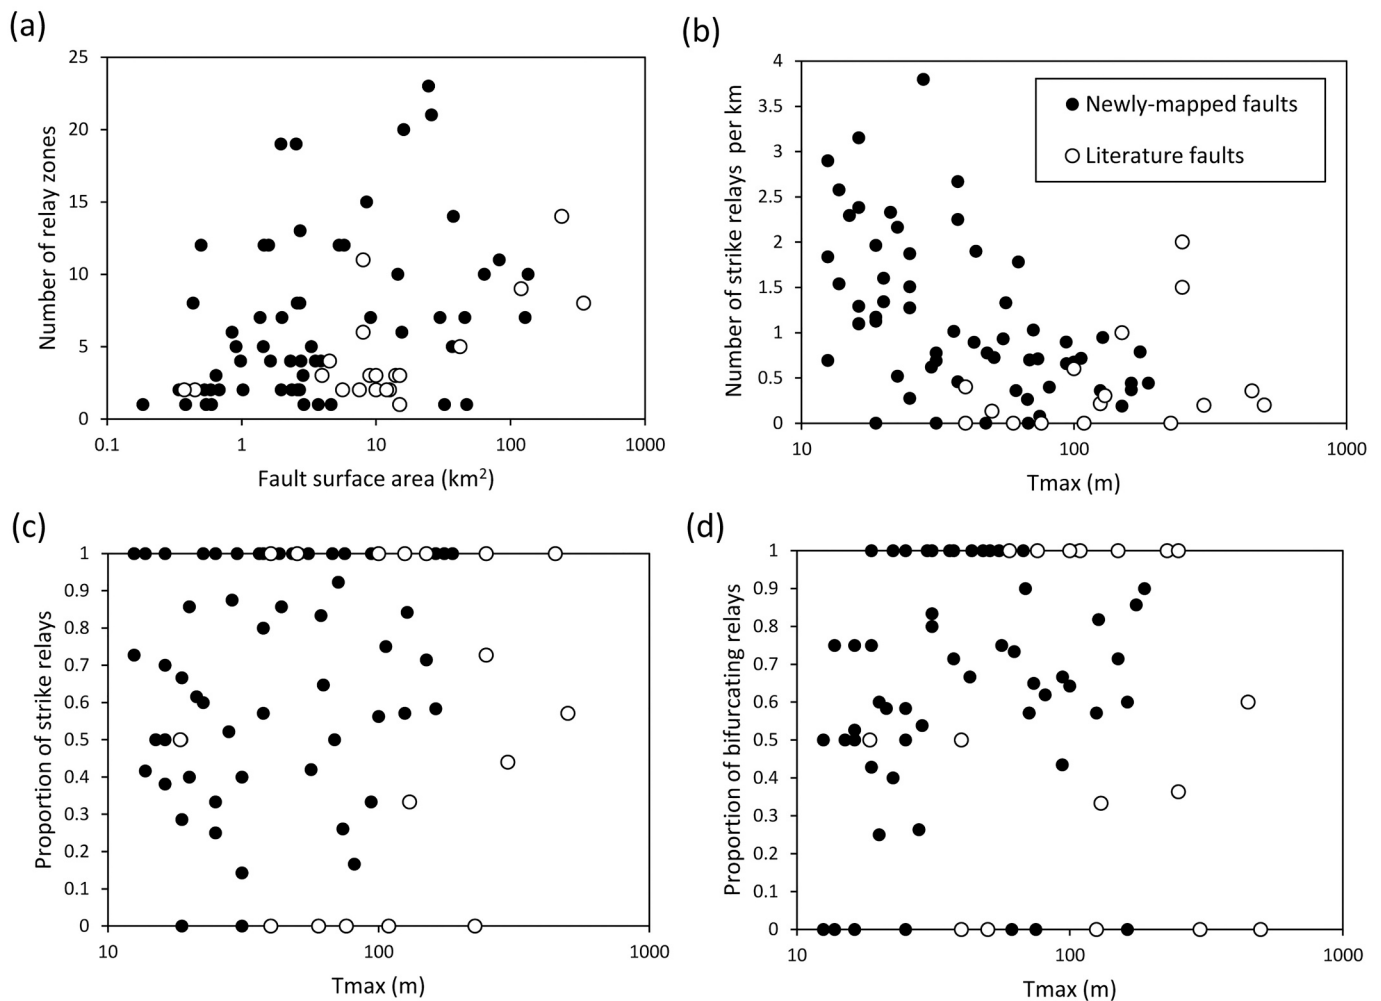 (a)
25
20
15
10
5
0
Number of relay zones
0.1 1 10 100 1000
Fault surface area (km²)
(b)
4
3.5
3
2.5
2
1.5
1
0.5
0
Number of strike relays per km
Newly-mapped faults
Literature faults
10 100 1000
Tmax (m)
(c)
1
0.9
0.8
0.7
0.6
0.5
0.4
0.3
0.2
0.1
0
Proportion of strike relays
10 100 1000
Tmax (m)
(d)
1
0.9
0.8
0.7
0.6
0.5
0.4
0.3
0.2
0.1
0
Proportion of bifurcating relays
10 100 1000
Tmax (m)